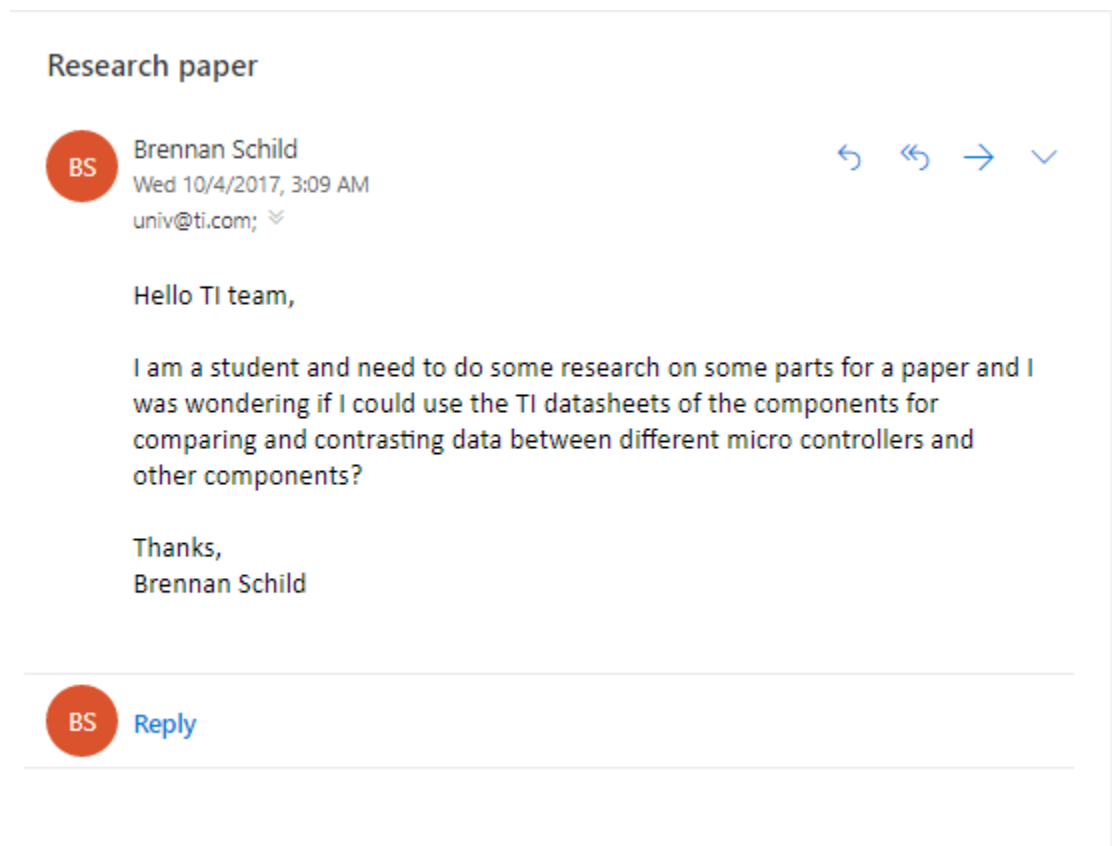 Research paper
BS
Brennan Schild
Wed 10/4/2017, 3:09 AM
univ@ti.com;
Hello TI team,
I am a student and need to do some research on some parts for a paper and I
was wondering if I could use the TI datasheets of the components for
comparing and contrasting data between different micro controllers and
other components?
Thanks,
Brennan Schild
BS
Reply